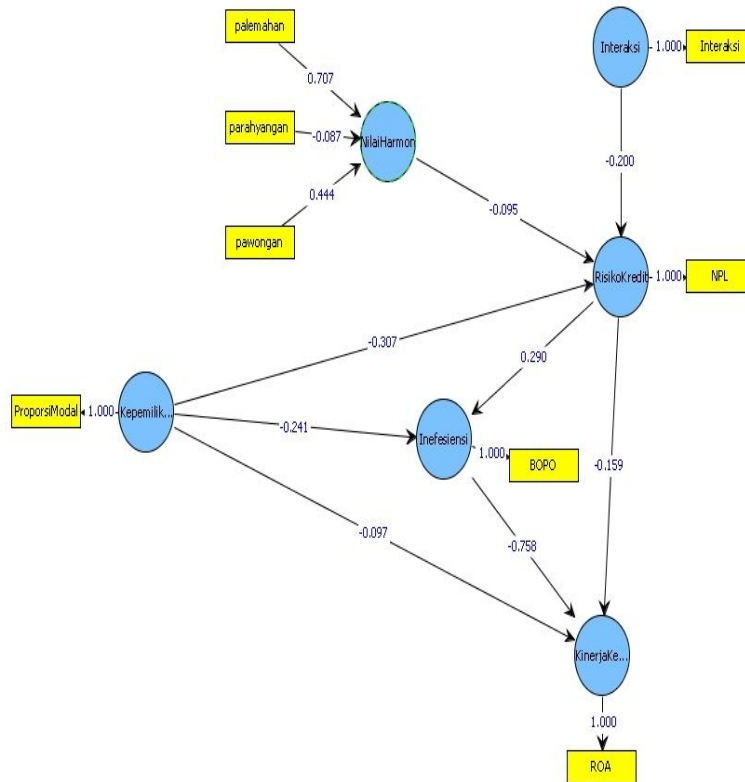 palemahan
0.707
parahyangan
-0.087
pawongan
0.444
NilaiHarmon
-0.095
Interaksi
1.000
Interaksi
-0.200
RisikoKredit
1.000
NPL
-0.307
0.290
ProporsiModal
1.000
Kepemilik...
-0.241
Inefesiensi
1.000
BOPO
-0.159
-0.758
-0.097
KinerjaKe...
1.000
ROA